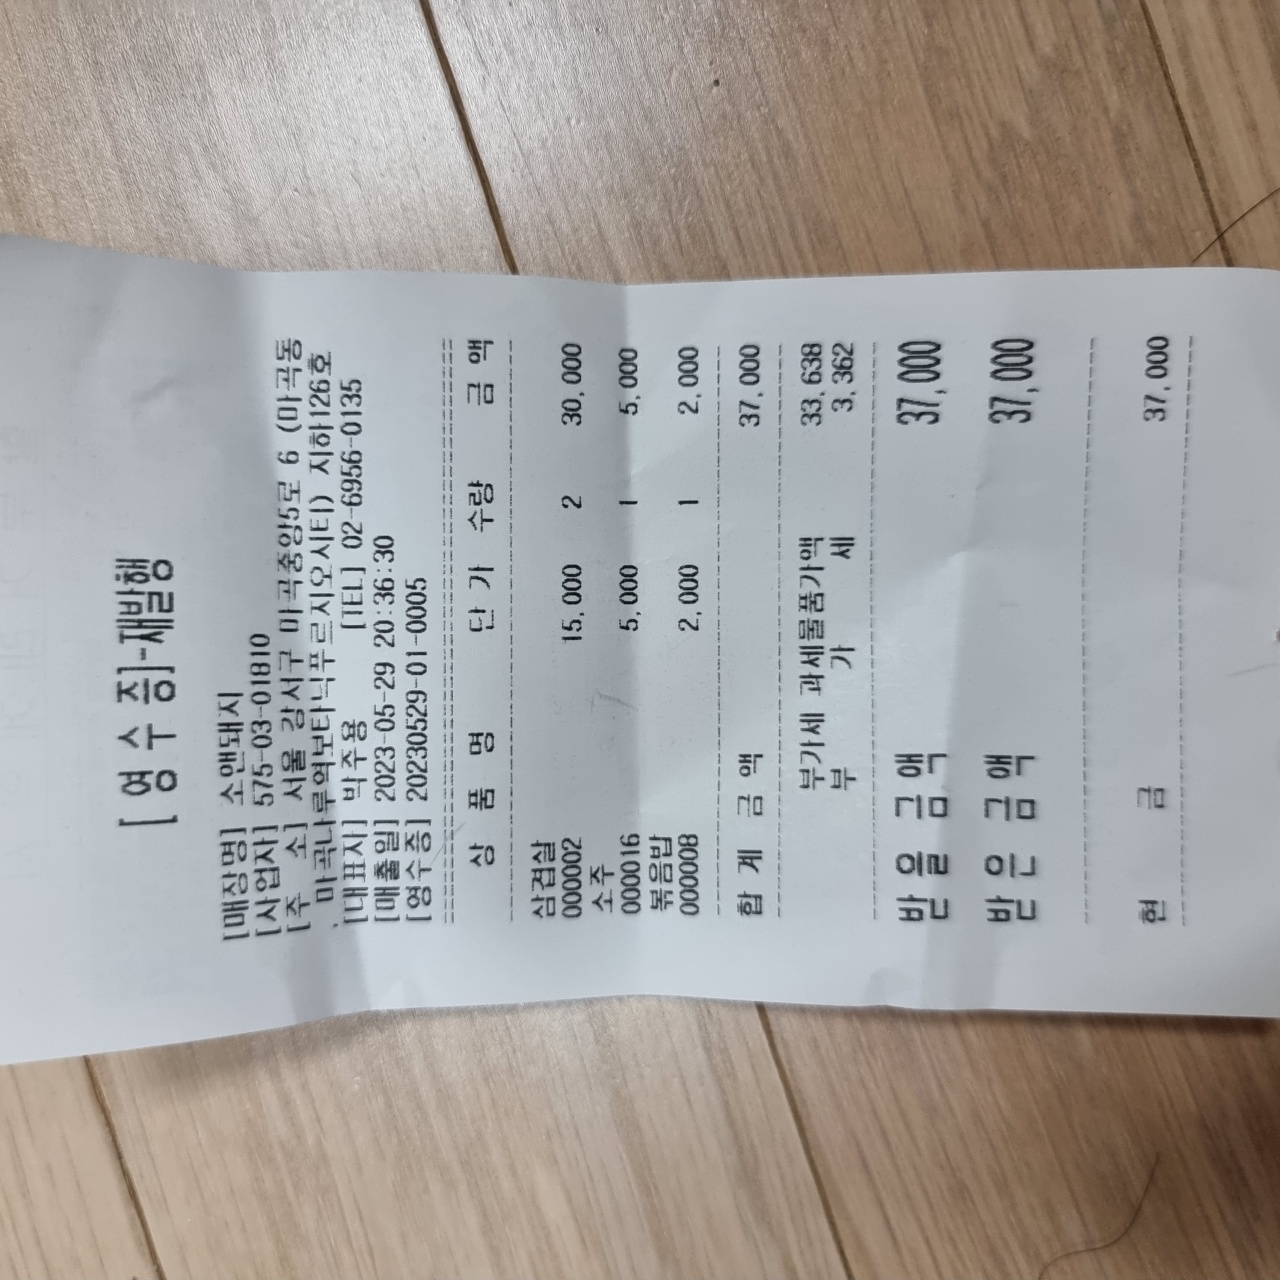 [ 영 수 증]-재발행
[매장명] 소앤돼지
[사업자] 575-03-01810
[주 소] 서울 강서구 마곡중앙5로 6 (마곡동
, 마곡나루역보타닉푸르지오시티) 지하126호
[대표자] 박주용 [TEL] 02-6956-0135
[매출일] 2023-05-29 20:36:30
[영수증] 20230529-01-0005
상 품 명 단 가 수량 금 액
삼겹살
000002 15,000 2 30,000
소주
000016 5,000 1 5,000
볶음밥
000008 2,000 1 2,000
합 계 금 액 37,000
부가세 과세물품가액 33,638
부 가 세 3,362
받 을 금 액 37,000
받 은 금 액 37,000
현 금 37,000